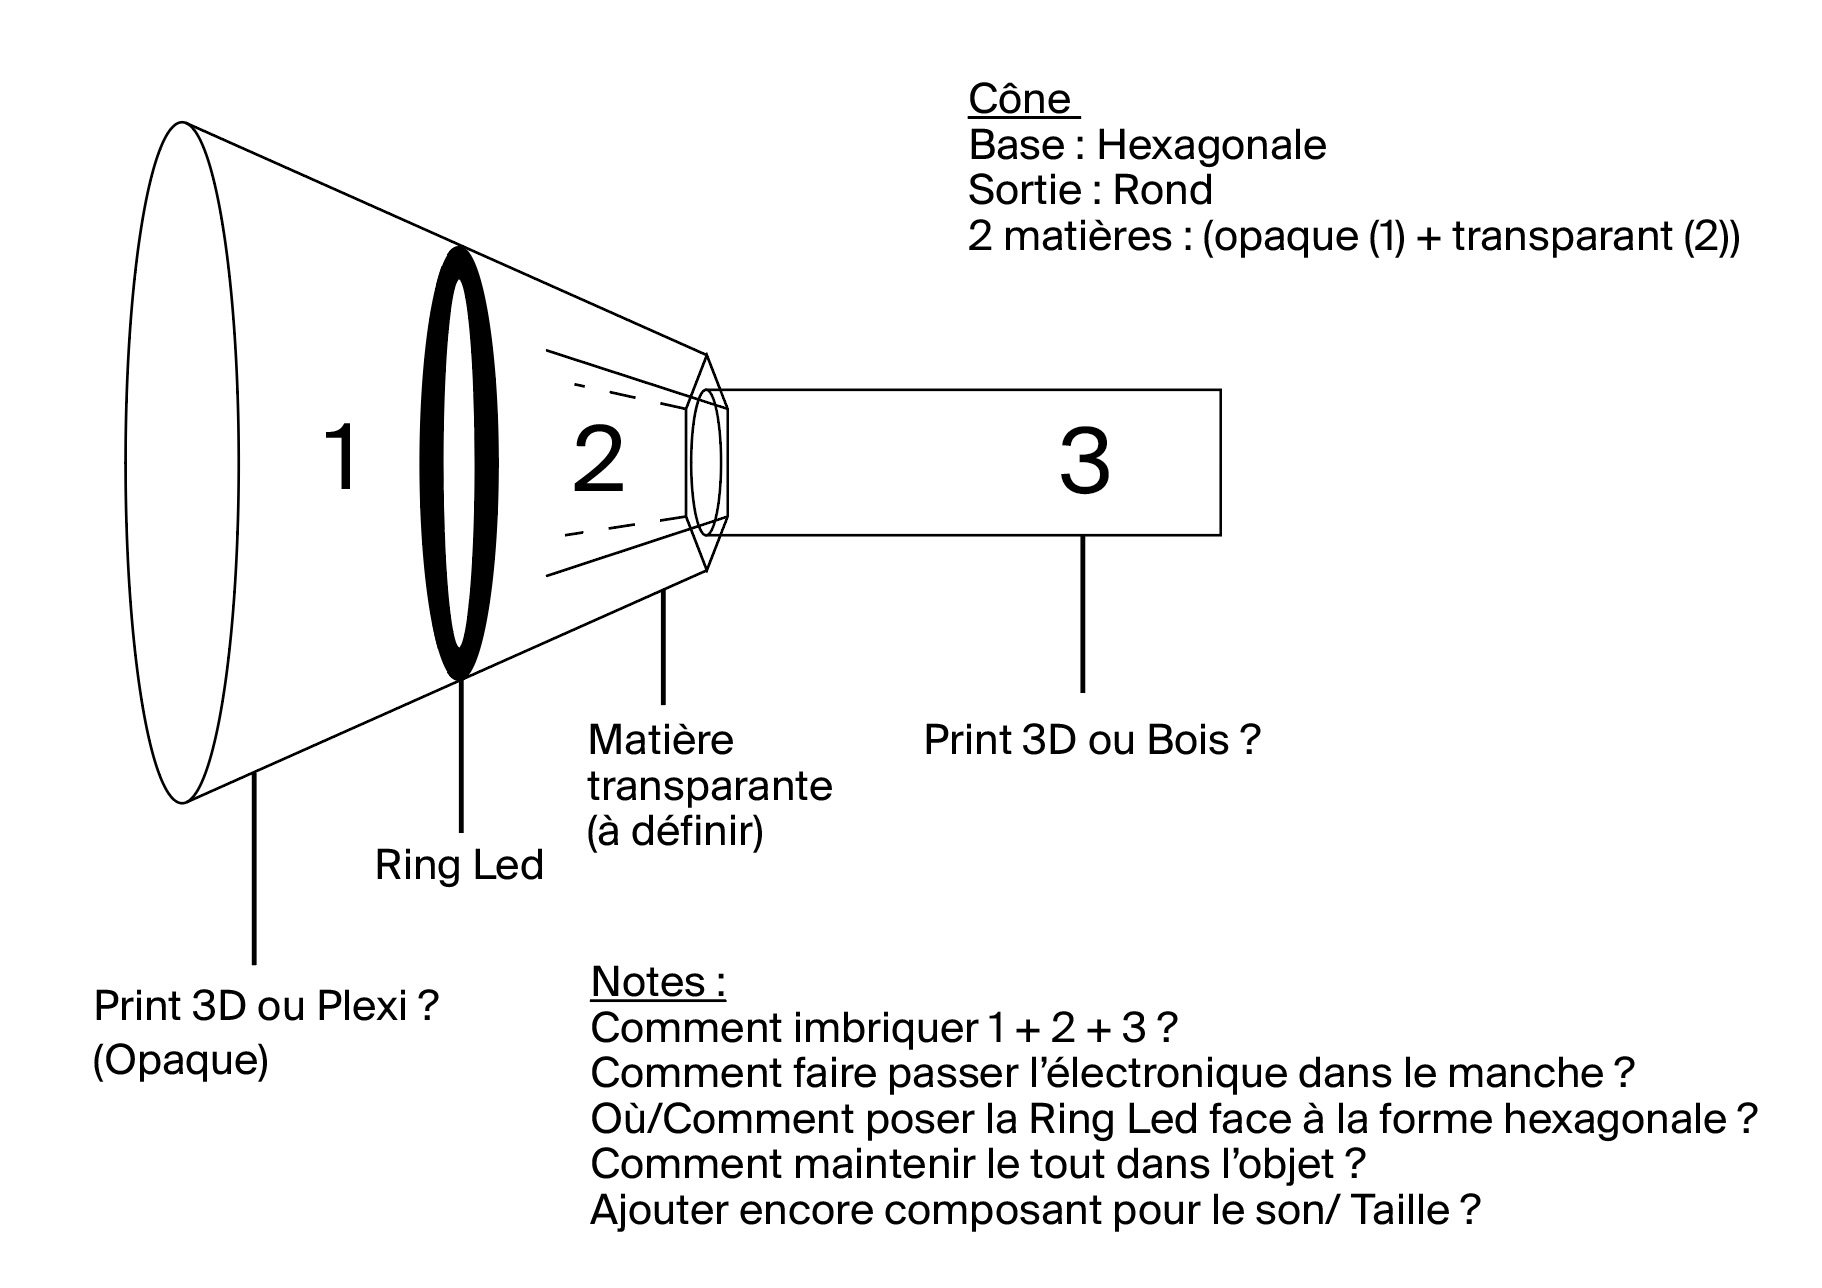 Cône
Base : Hexagonale
Sortie : Rond
2 matières : (opaque (1) + transparant (2))
1
2
3
Matière
transparante
(à définir)
Print 3D ou Bois ?
Ring Led
Print 3D ou Plexi ?
(Opaque)
Notes :
Comment imbriquer 1 + 2 + 3 ?
Comment faire passer l’électronique dans le manche ?
Où/Comment poser la Ring Led face à la forme hexagonale ?
Comment maintenir le tout dans l’objet ?
Ajouter encore composant pour le son/ Taille ?